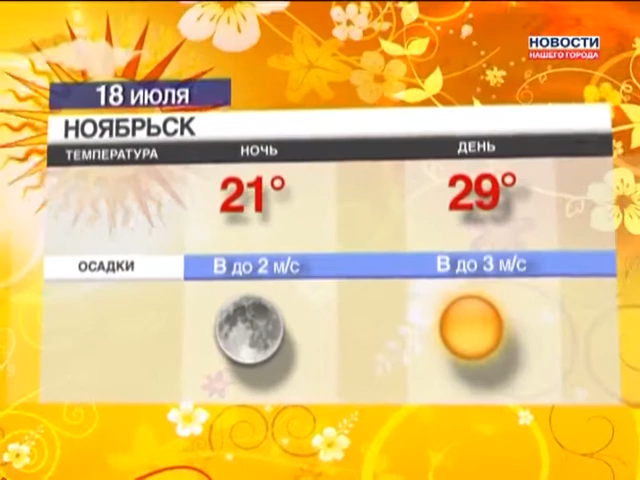 НОВОСТИ
НАШЕГО ГОРОДА
18 ИЮЛЯ
НОЯБРЬСК
ТЕМПЕРАТУРА НОЧЬ ДЕНЬ
21° 29°
ОСАДКИ В ДО 2 М/С В ДО 3 М/С